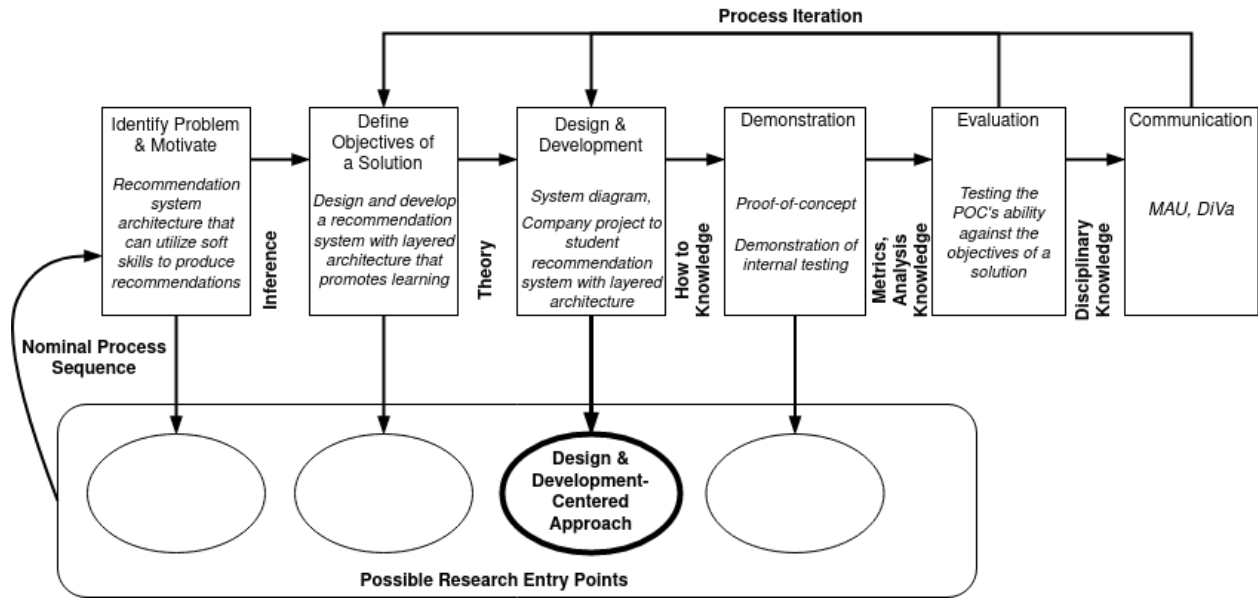 Process Iteration
Identify Problem
& Motivate
Recommendation
system
architecture that
can utilize soft
skills to produce
recommendations
Inference
Define
Objectives of
a Solution
Design and develop
a recommendation
system with layered
architecture that
promotes learning
Theory
Design &
Development
System diagram,
Company project to
student
recommendation
system with layered
architecture
How to
Knowledge
Demonstration
Proof-of-concept
Demonstration of
internal testing
Metrics,
Analysis
Knowledge
Evaluation
Testing the
POC's ability
against the
objectives of a
solution
Disciplinary
Knowledge
Communication
MAU, DiVa
Nominal Process
Sequence
Design &
Development-
Centered
Approach
Possible Research Entry Points